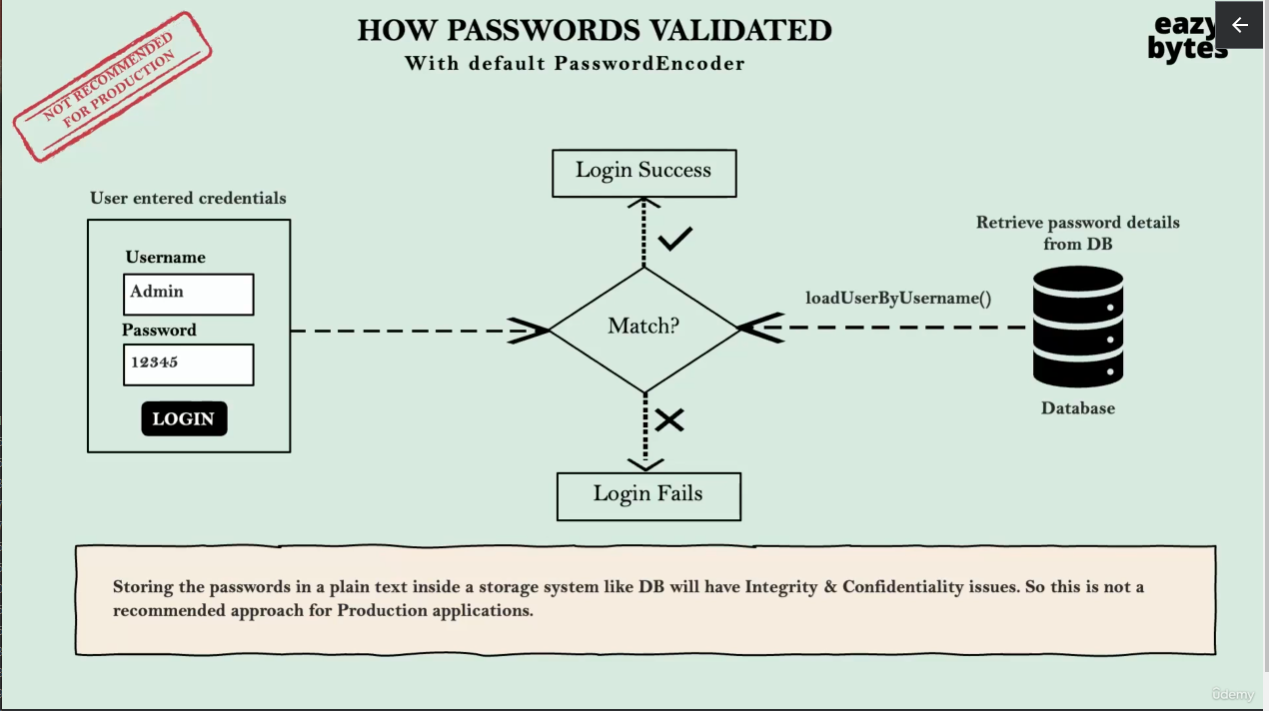 HOW PASSWORDS VALIDATED
With default PasswordEncoder
eazy
bytes
NOT RECOMMENDED
FOR PRODUCTION
Login Success
User entered credentials
Retrieve password details
from DB
Username
Admin
loadUserByUsername()
Password
Match?
12345
LOGIN
Database
Login Fails
Storing the passwords in a plain text inside a storage system like DB will have Integrity & Confidentiality issues. So this is not a
recommended approach for Production applications.
ûdemy